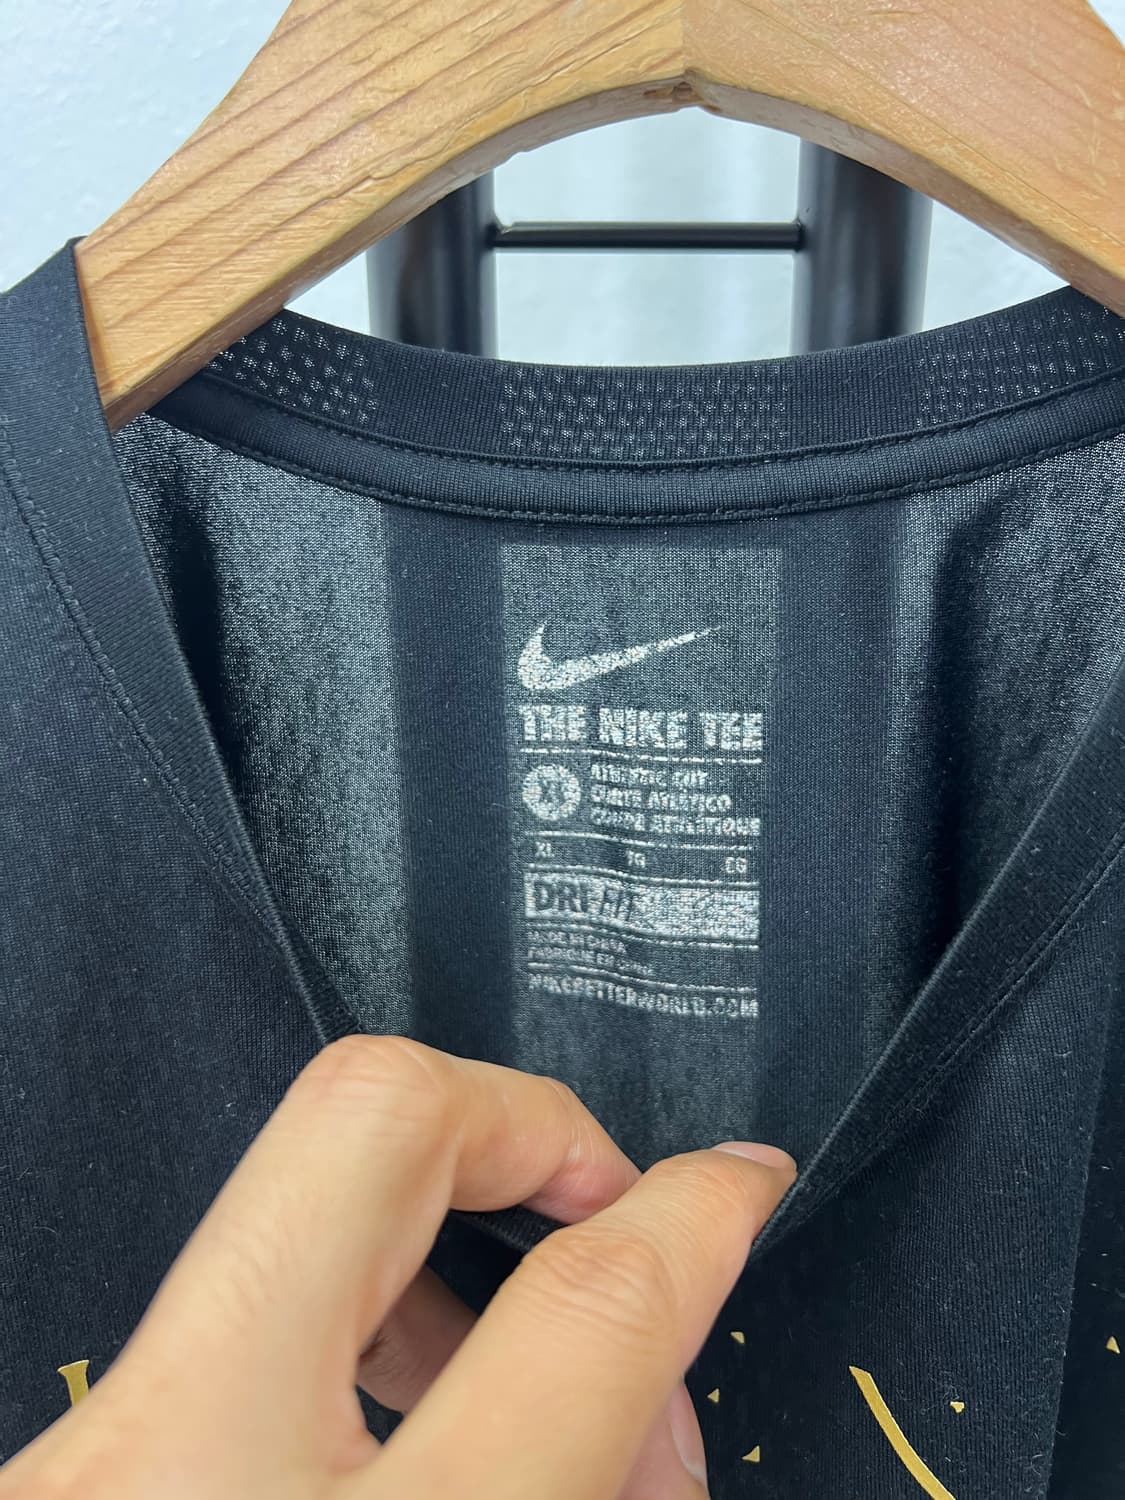 THE NIKE TEE
XL
ATHLETIC CUT
CORTE ATLÉTICO
COUPE ATHLÉTIQUE
XL TG EG
DRI-FIT
MADE IN CHINA
FABRIQUÉ EN CHINE
NIKEBETTERWORLD.COM